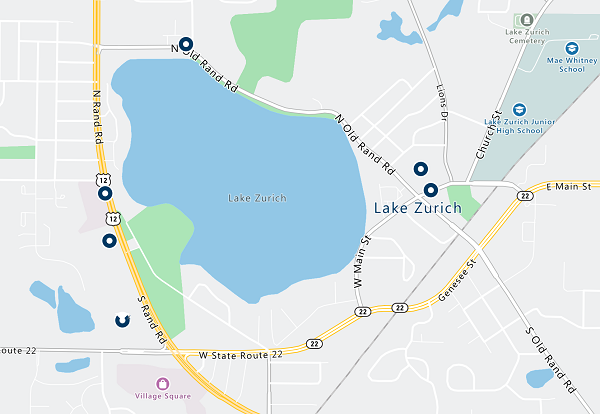 Lake Zurich
Cemetery
Mae Whitney
School
N Old Rand Rd
Lions Dr
N Rand Rd
Church St
Lake Zurich Junior
High School
N Old Rand Rd
12
E Main St
22
Lake Zurich
Lake Zurich
12
W Main St
Genesee St
S Rand Rd
22
22
S Old Rand Rd
22
oute 22
W State Route 22
Village Square